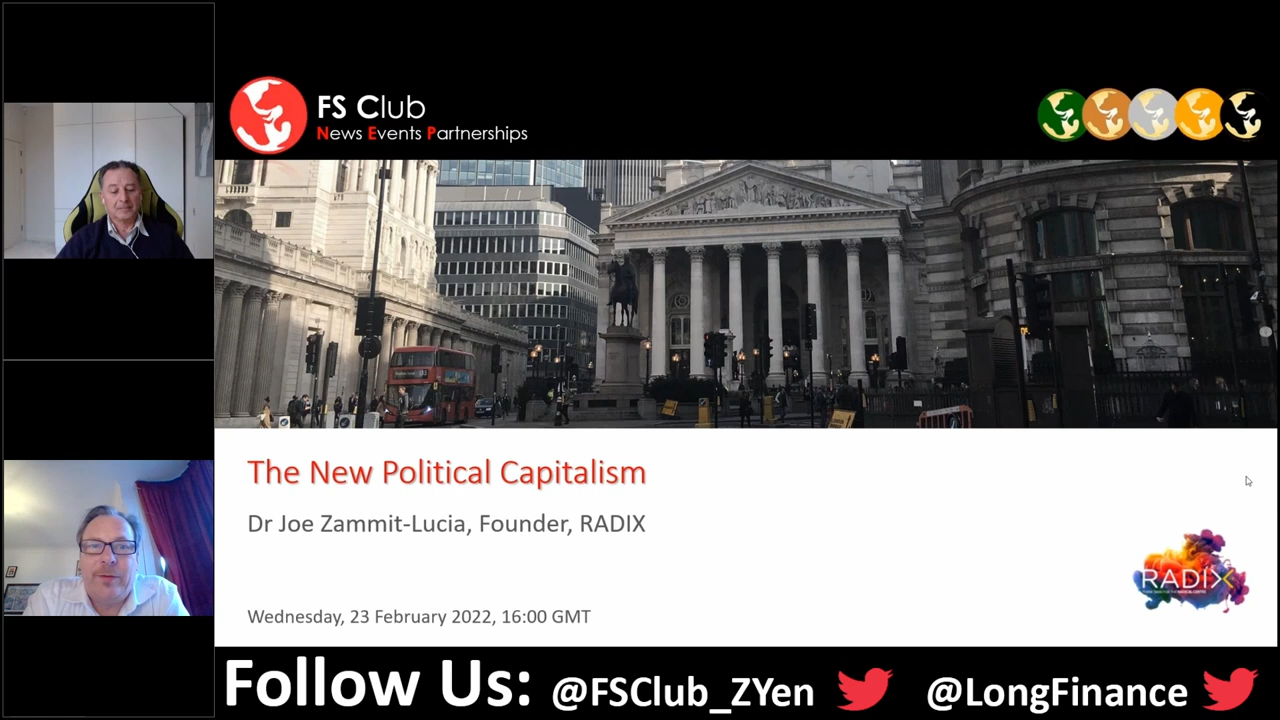 FS Club
News Events Partnerships
The New Political Capitalism
Dr Joe Zammit-Lucia, Founder, RADIX
RADIX
Wednesday, 23 February 2022, 16:00 GMT
Follow Us: @FSClub_ZYen @LongFinance